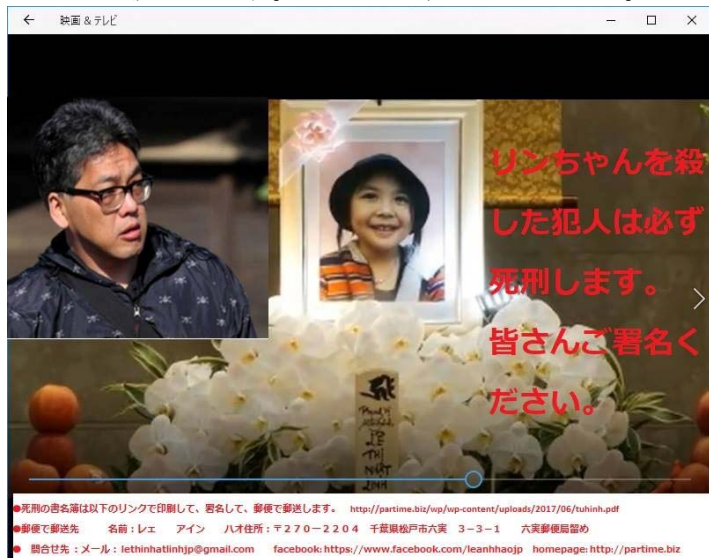 映画 & テレビ
リンちゃんを殺
した犯人は必ず
死刑します。
皆さんご署名く
ださい。
●死刑の書名簿は以下のリンクで印刷して、署名して、郵便で郵送します。 http://partime.biz/wp/wp-content/uploads/2017/06/tuhinh.pdf
●郵便で郵送先 名前：レェ アイン ハオ住所：〒２７０－２２０４ 千葉県松戸市六実 ３－３－１ 六実郵便局留め
● 問合せ先 ：メール：lethinhatlinhjp@gmail.com facebook: https://www.facebook.com/leanhhaojp homepage: http://partime.biz